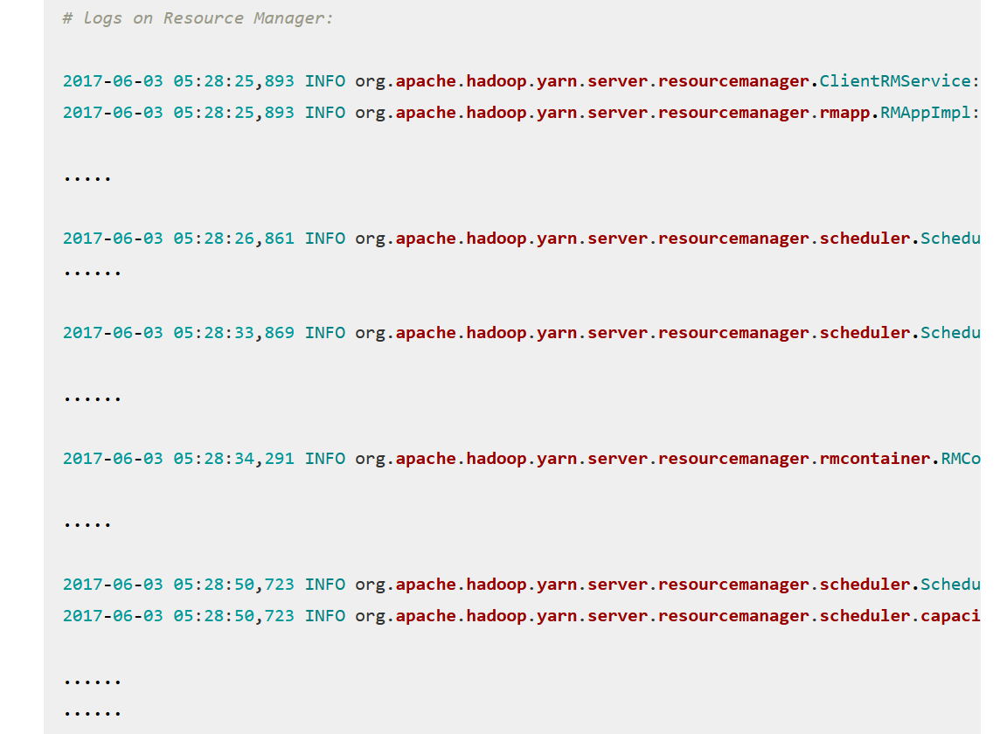 # logs on Resource Manager:
2017-06-03 05:28:25,893 INFO org.apache.hadoop.yarn.server.resourcemanager.ClientRMService:
2017-06-03 05:28:25,893 INFO org.apache.hadoop.yarn.server.resourcemanager.rmapp.RMAppImpl:
.....
2017-06-03 05:28:26,861 INFO org.apache.hadoop.yarn.server.resourcemanager.scheduler.Schedu
......
2017-06-03 05:28:33,869 INFO org.apache.hadoop.yarn.server.resourcemanager.scheduler.Schedu
......
2017-06-03 05:28:34,291 INFO org.apache.hadoop.yarn.server.resourcemanager.rmcontainer.RMCo
.....
2017-06-03 05:28:50,723 INFO org.apache.hadoop.yarn.server.resourcemanager.scheduler.Schedu
2017-06-03 05:28:50,723 INFO org.apache.hadoop.yarn.server.resourcemanager.scheduler.capaci
......
......